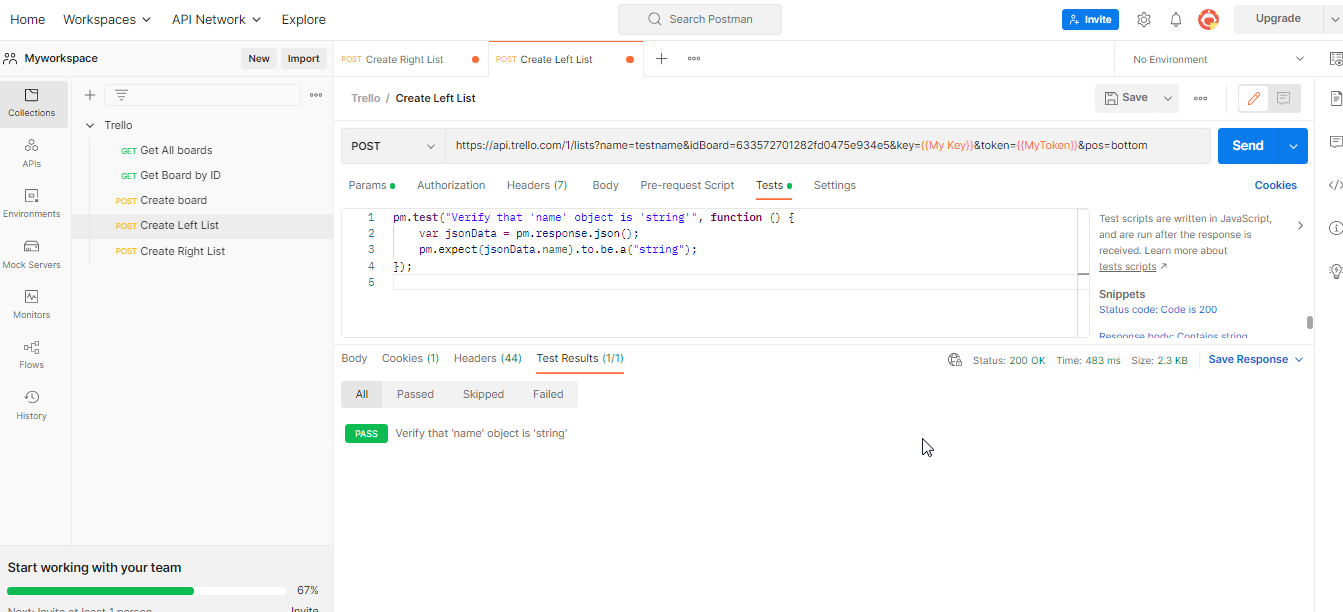 Home Workspaces API Network Explore Search Postman Invite Upgrade
Myworkspace New Import
POST Create Right List POST Create Left List No Environment
Collections
APIs
Environments
Mock Servers
Monitors
Flows
History
Trello
GET Get All boards
GET Get Board by ID
POST Create board
POST Create Left List
POST Create Right List
Trello / Create Left List Save
POST https://api.trello.com/1/lists?name=testname&idBoard=633572701282fd0475e934e5&key={{My Key}}&token={{MyToken}}&pos=bottom Send
Params Authorization Headers (7) Body Pre-request Script Tests Settings Cookies
1 pm.test("Verify that 'name' object is 'string'", function () {
2 var jsonData = pm.response.json();
3 pm.expect(jsonData.name).to.be.a("string");
4 });
5
Test scripts are written in JavaScript,
and are run after the response is
received. Learn more about
tests scripts ↗
Snippets
Status code: Code is 200
Response body: Contains string
Body Cookies (1) Headers (44) Test Results (1/1) Status: 200 OK Time: 483 ms Size: 2.3 KB Save Response
All Passed Skipped Failed
PASS Verify that 'name' object is 'string'
Start working with your team
67%
Next: Invite at least 1 person Invite